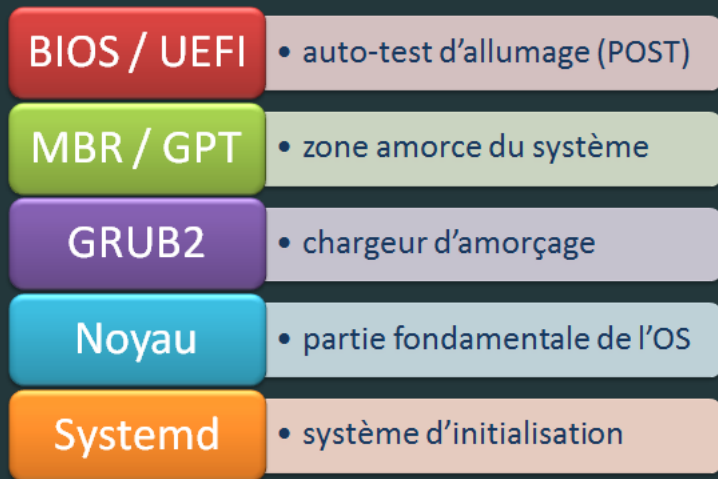 BIOS / UEFI
• auto-test d’allumage (POST)
MBR / GPT
• zone amorce du système
GRUB2
• chargeur d’amorçage
Noyau
• partie fondamentale de l’OS
Systemd
• système d’initialisation